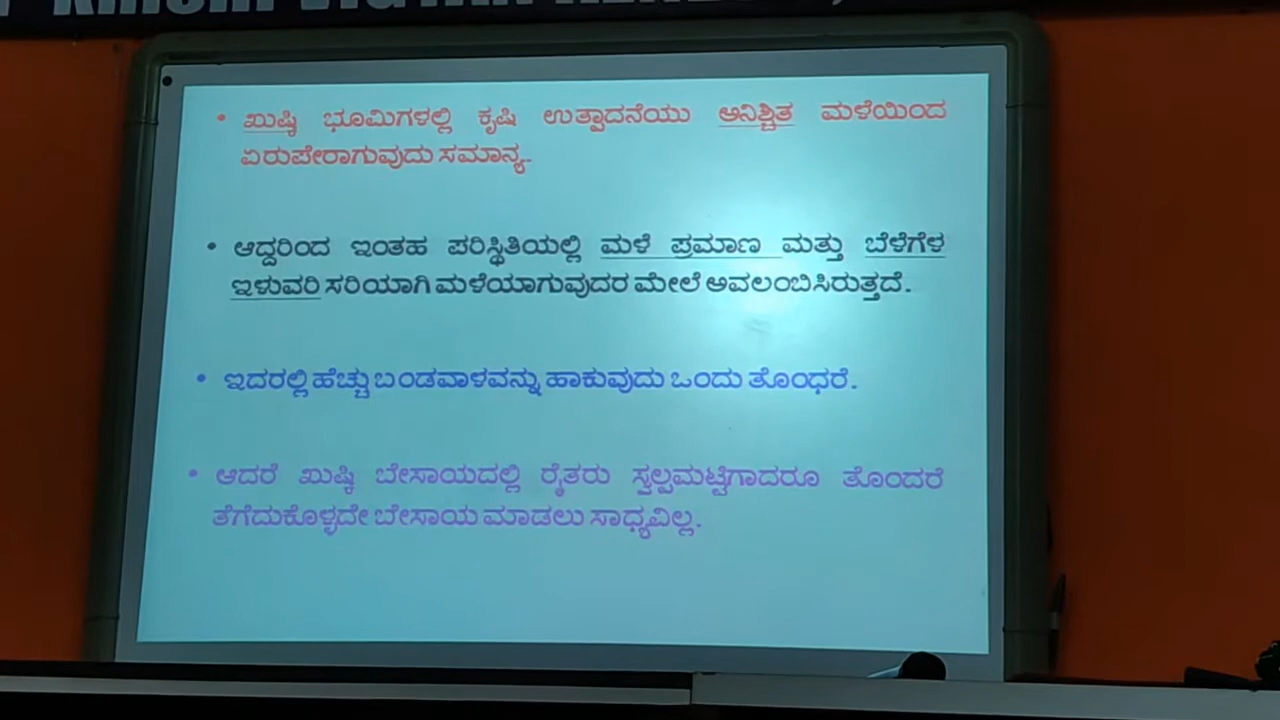 • ಖುಷ್ಕಿ ಭೂಮಿಗಳಲ್ಲಿ ಕೃಷಿ ಉತ್ಪಾದನೆಯು ಅನಿಶ್ಚಿತ ಮಳೆಯಿಂದ
ಏರುಪೇರಾಗುವುದು ಸಮಾನ್ಯ.
• ಆದ್ದರಿಂದ ಇಂತಹ ಪರಿಸ್ಥಿತಿಯಲ್ಲಿ ಮಳೆ ಪ್ರಮಾಣ ಮತ್ತು ಬೆಳೆಗೆಳ
ಇಳುವರಿ ಸರಿಯಾಗಿ ಮಳೆಯಾಗುವುದರ ಮೇಲೆ ಅವಲಂಬಿಸಿರುತ್ತದೆ.
• ಇದರಲ್ಲಿ ಹೆಚ್ಚು ಬಂಡವಾಳವನ್ನು ಹಾಕುವುದು ಒಂದು ತೊಂಧರೆ.
• ಆದರೆ ಖುಷ್ಕಿ ಬೇಸಾಯದಲ್ಲಿ ರೈತರು ಸ್ವಲ್ಪಮಟ್ಟಿಗಾದರೂ ತೊಂದರೆ
ತೆಗೆದುಕೊಳ್ಳದೇ ಬೇಸಾಯ ಮಾಡಲು ಸಾಧ್ಯವಿಲ್ಲ.